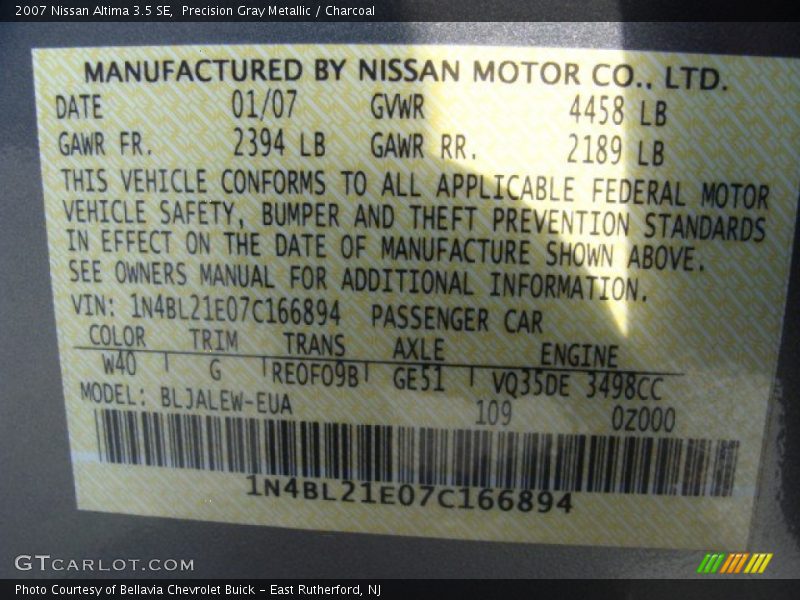 2007 Nissan Altima 3.5 SE,  Precision Gray Metallic / Charcoal
MANUFACTURED BY NISSAN MOTOR CO., LTD.
DATE 01/07 GVWR 4458 LB
GAWR FR. 2394 LB GAWR RR. 2189 LB
THIS VEHICLE CONFORMS TO ALL APPLICABLE FEDERAL MOTOR
VEHICLE SAFETY, BUMPER AND THEFT PREVENTION STANDARDS
IN EFFECT ON THE DATE OF MANUFACTURE SHOWN ABOVE.
SEE OWNERS MANUAL FOR ADDITIONAL INFORMATION.
VIN: 1N4BL21E07C166894 PASSENGER CAR
COLOR TRIM TRANS AXLE ENGINE
W40 G RE0F09B GE51 VQ35DE 3498CC
MODEL: BLJALEW-EUA 109 0Z000
1N4BL21E07C166894
GTCARLOT.COM
Photo Courtesy of Bellavia Chevrolet Buick - East Rutherford, NJ